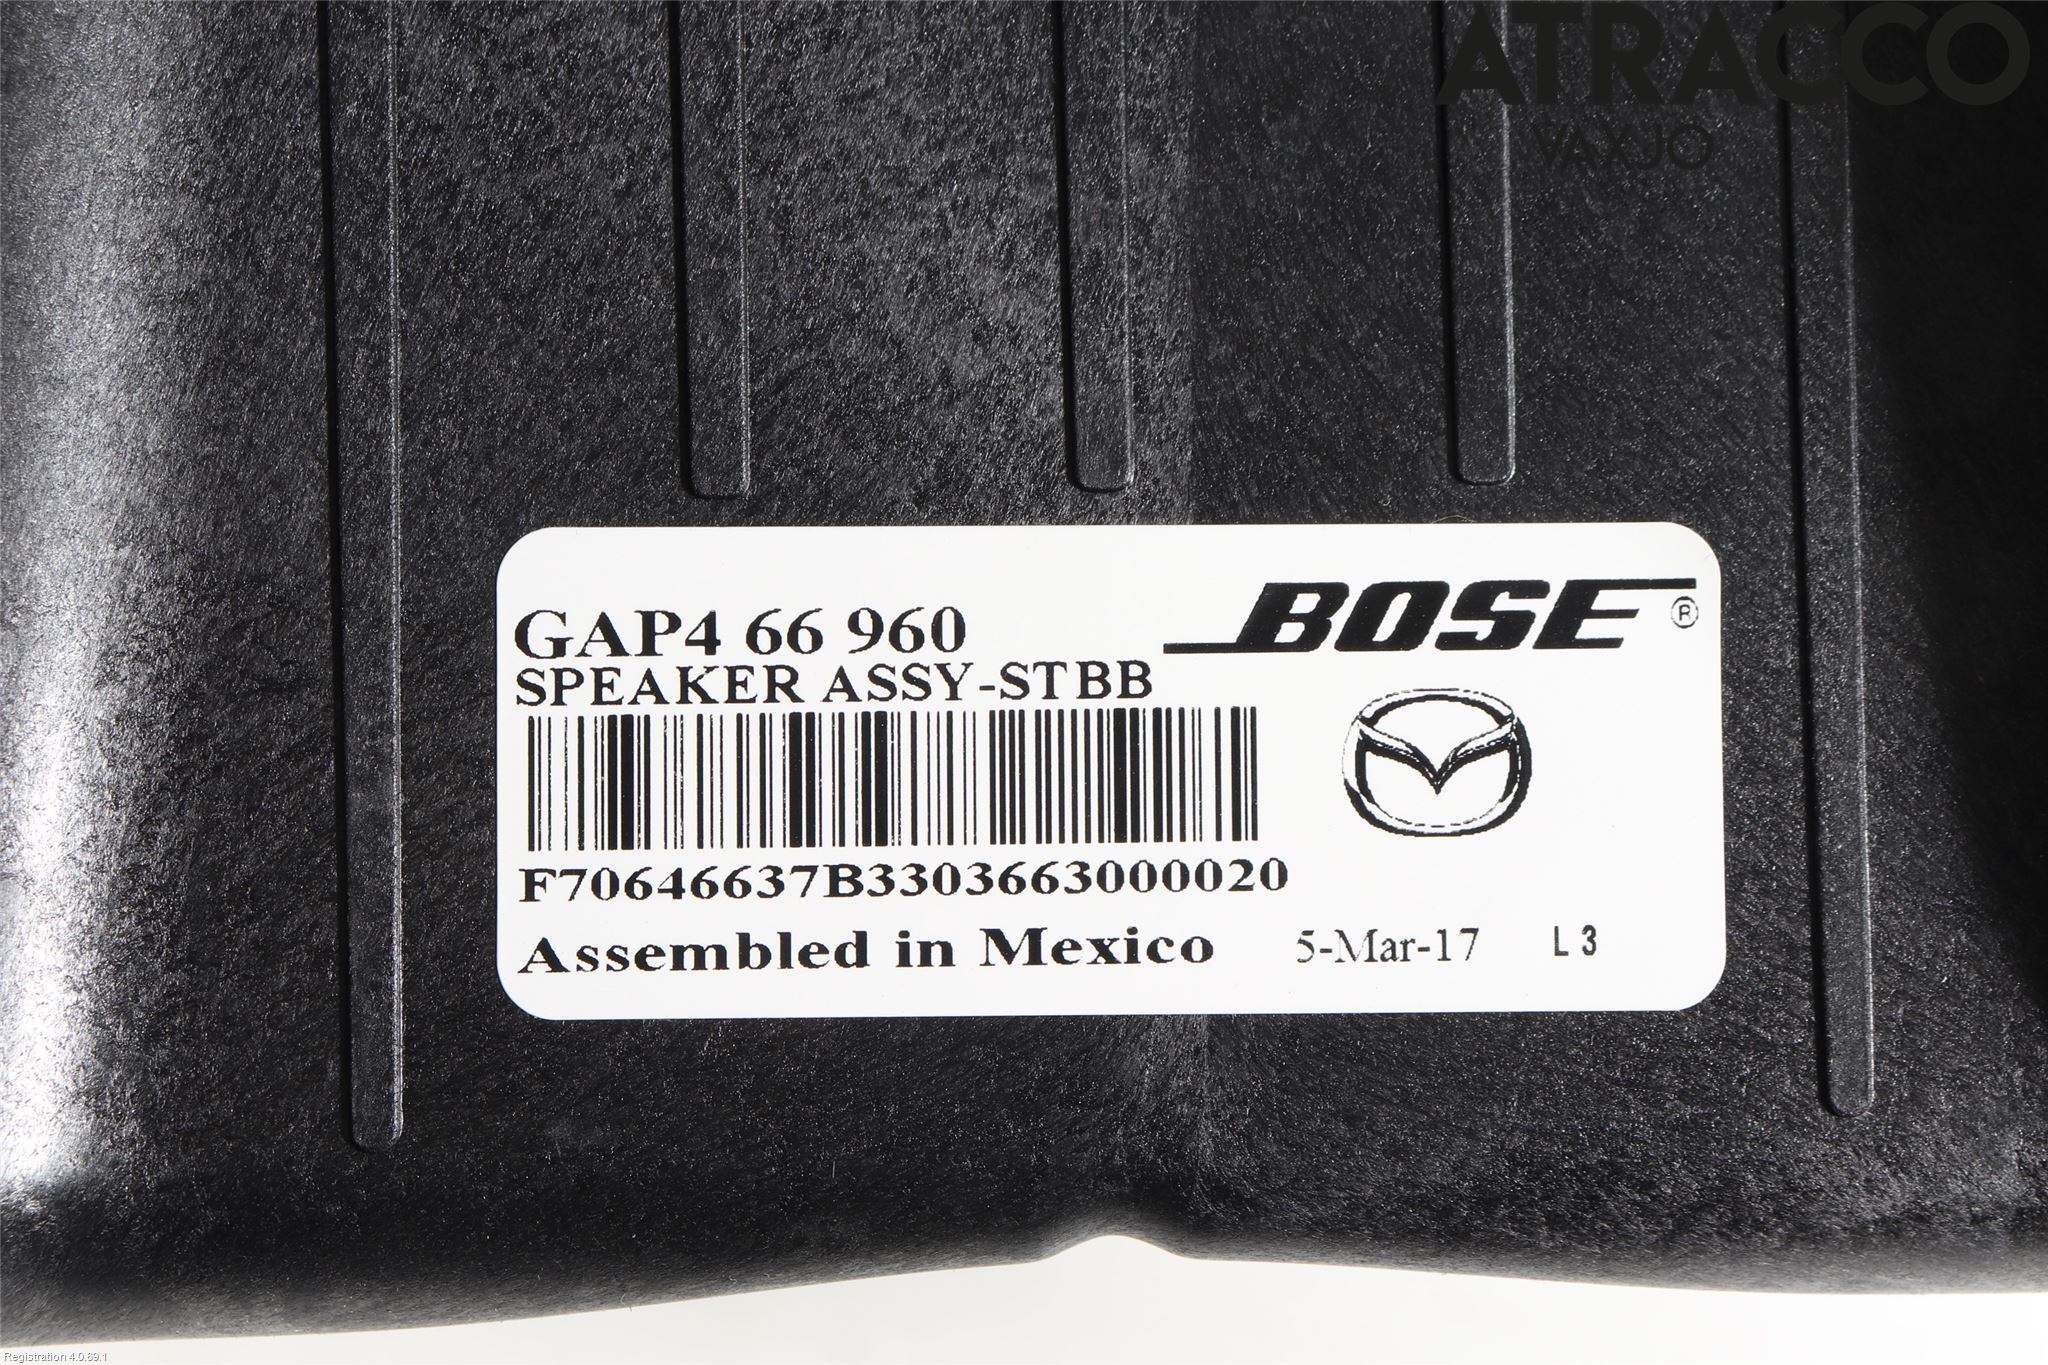 ATRACCO
VAXJO
GAP4 66 960
BOSE®
SPEAKER ASSY-STBB
F70646637B3303663000020
Assembled in Mexico 5-Mar-17 L3
Registration 4.0.69.1